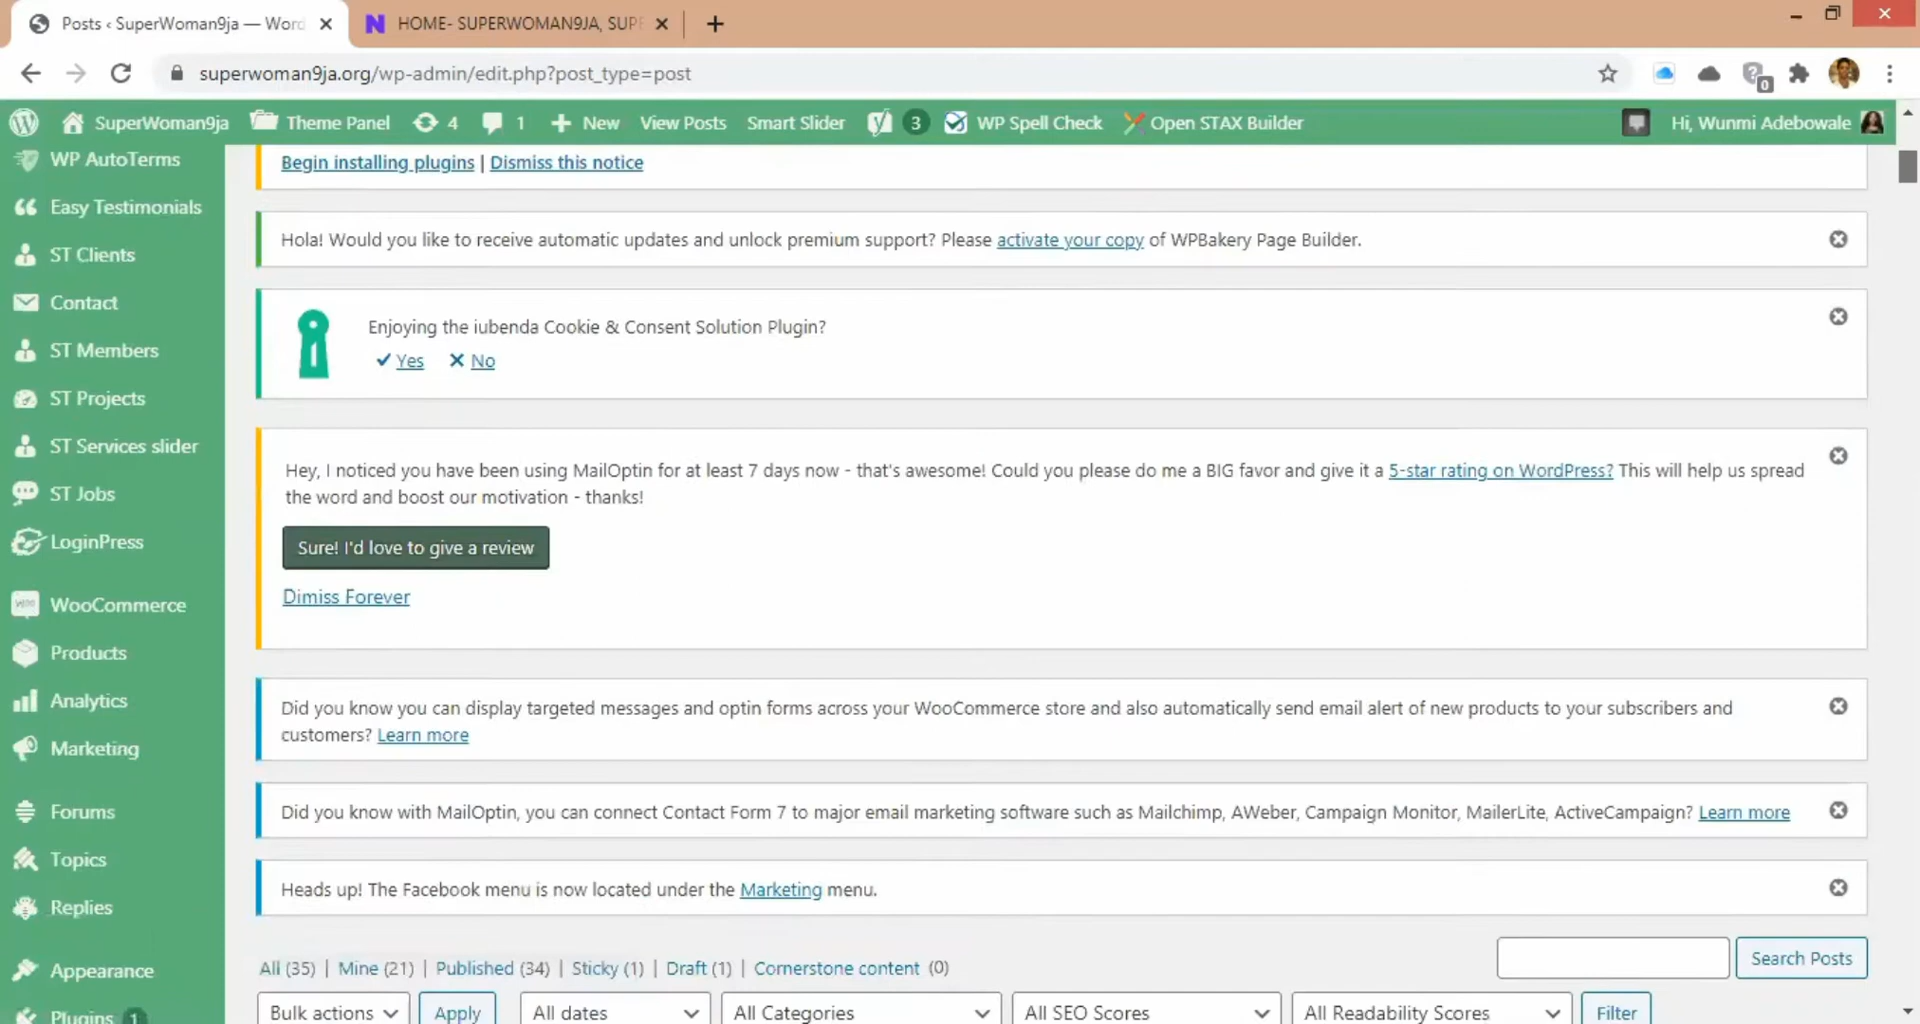 Posts ‹ SuperWoman9ja — Word
HOME- SUPERWOMAN9JA, SUPE
superwoman9ja.org/wp-admin/edit.php?post_type=post
0
SuperWoman9ja
Theme Panel
4
1
New
View Posts
Smart Slider
3
WP Spell Check
Open STAX Builder
Hi, Wunmi Adebowale
WP AutoTerms
Easy Testimonials
ST Clients
Contact
ST Members
ST Projects
ST Services slider
ST Jobs
LoginPress
WooCommerce
Products
Analytics
Marketing
Forums
Topics
Replies
Appearance
Plugins 1
Begin installing plugins | Dismiss this notice
Hola! Would you like to receive automatic updates and unlock premium support? Please activate your copy of WPBakery Page Builder.
Enjoying the iubenda Cookie & Consent Solution Plugin?
Yes No
Hey, I noticed you have been using MailOptin for at least 7 days now - that's awesome! Could you please do me a BIG favor and give it a 5-star rating on WordPress? This will help us spread
the word and boost our motivation - thanks!
Sure! I'd love to give a review
Dimiss Forever
Did you know you can display targeted messages and optin forms across your WooCommerce store and also automatically send email alert of new products to your subscribers and
customers? Learn more
Did you know with MailOptin, you can connect Contact Form 7 to major email marketing software such as Mailchimp, AWeber, Campaign Monitor, MailerLite, ActiveCampaign? Learn more
Heads up! The Facebook menu is now located under the Marketing menu.
All (35) | Mine (21) | Published (34) | Sticky (1) | Draft (1) | Cornerstone content (0)
Search Posts
Bulk actions
Apply
All dates
All Categories
All SEO Scores
All Readability Scores
Filter